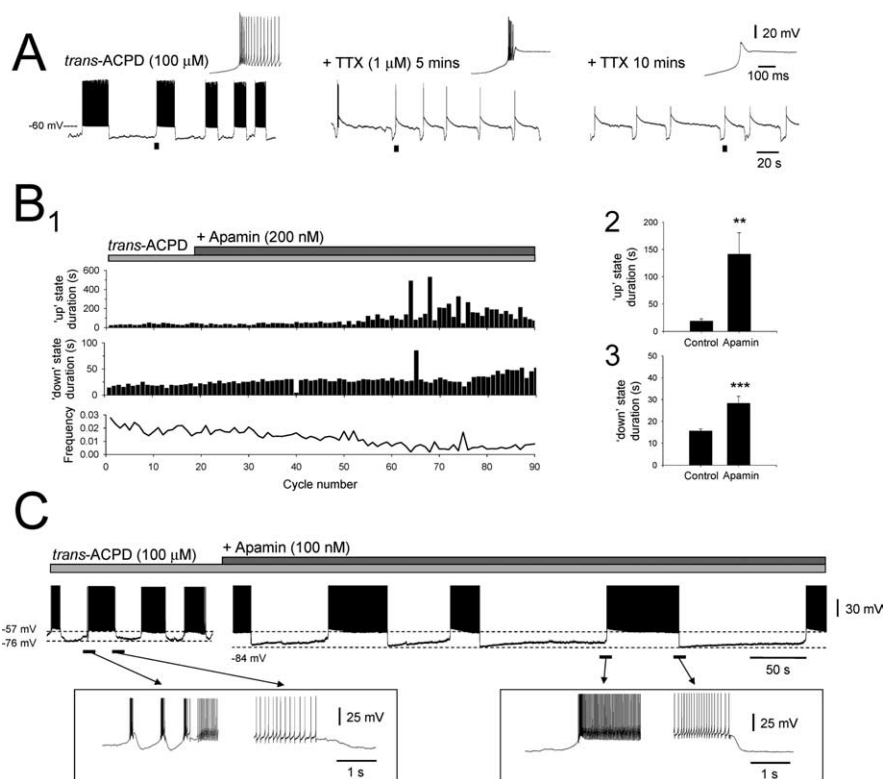 A
trans-ACPD (100 µM)
+ TTX (1 µM) 5 mins
+ TTX 10 mins
20 mV
100 ms
-60 mV
20 s
B1
trans-ACPD
+ Apamin (200 nM)
'up' state duration (s)
600
400
200
0
'down' state duration (s)
100
75
50
25
0
Frequency
0.03
0.02
0.01
0.00
0 10 20 30 40 50 60 70 80 90
Cycle number
2
'up' state duration (s)
200
150
100
50
0
**
Control Apamin
3
'down' state duration (s)
50
40
30
20
10
0
***
Control Apamin
C
trans-ACPD (100 µM)
+ Apamin (100 nM)
-57 mV
-76 mV
-84 mV
30 mV
50 s
25 mV
1 s
25 mV
1 s